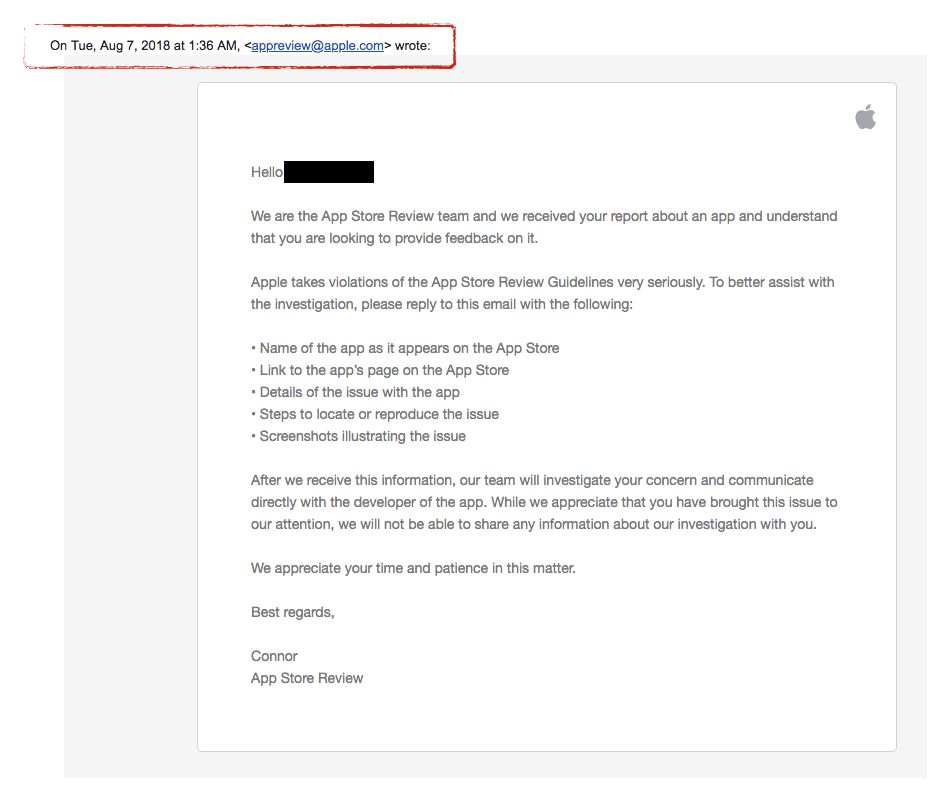 On Tue, Aug 7, 2018 at 1:36 AM, <appreview@apple.com> wrote:
Hello
We are the App Store Review team and we received your report about an app and understand
that you are looking to provide feedback on it.
Apple takes violations of the App Store Review Guidelines very seriously. To better assist with
the investigation, please reply to this email with the following:
• Name of the app as it appears on the App Store
• Link to the app’s page on the App Store
• Details of the issue with the app
• Steps to locate or reproduce the issue
• Screenshots illustrating the issue
After we receive this information, our team will investigate your concern and communicate
directly with the developer of the app. While we appreciate that you have brought this issue to
our attention, we will not be able to share any information about our investigation with you.
We appreciate your time and patience in this matter.
Best regards,
Connor
App Store Review